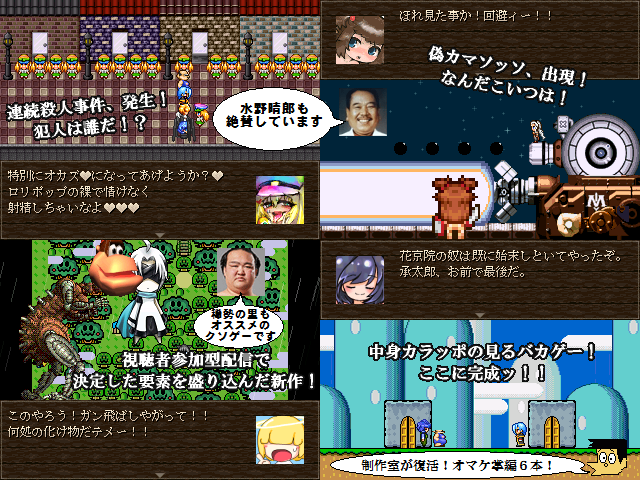 連続殺人事件、発生！
犯人は誰だ！？
水野晴郎も
絶賛しています
特別にオカズ♥になってあげようか？♥
ロリポップの裸で情けなく
射精しちゃいなよ♥♥♥
ほれ見た事か！回避ィー！！
偽カマソッソ、出現！
なんだこいつは！
M
花京院の奴は既に始末しといてやったぞ。
承太郎、お前で最後だ。
稀勢の里も
オススメの
クソゲーです
視聴者参加型配信で
決定した要素を盛り込んだ新作！
このやろう！ガン飛ばしやがって！！
何処の化け物だテメー！！
中身カラッポの見るバカゲー！
ここに完成ッ！！
制作室が復活！オマケ掌編６本！